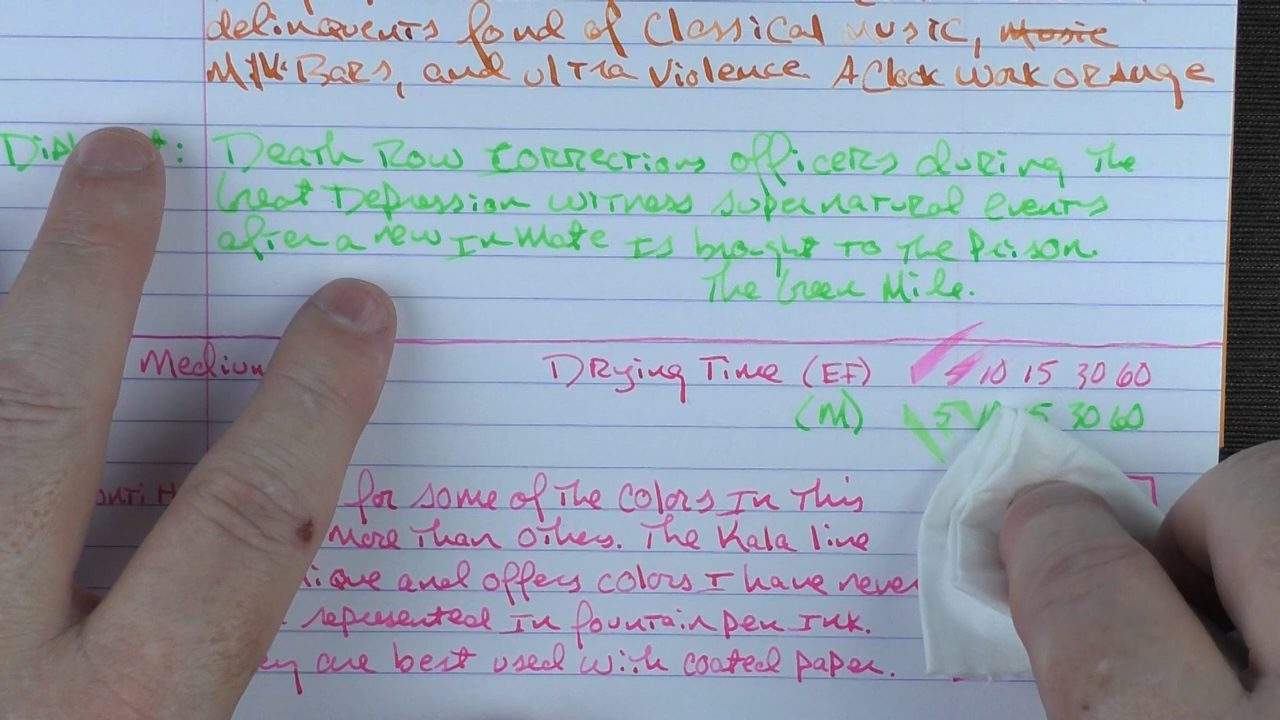 delinquents fond of Classical music, Music
Milk Bars, and ultra violence A Clock Work Orange
Death Row corrections officers during The
Great Depression witness supernatural events
after a new Inmate Is brought To The Prison.
The Green Mile.
Medium
Drying Time (EF) 5 10 15 30 60
(M) 5 30 60
for some of The colors In This
More Than others. The Kala line
and offers colors I have never
represented In fountain pen Ink.
are best used with coated paper.